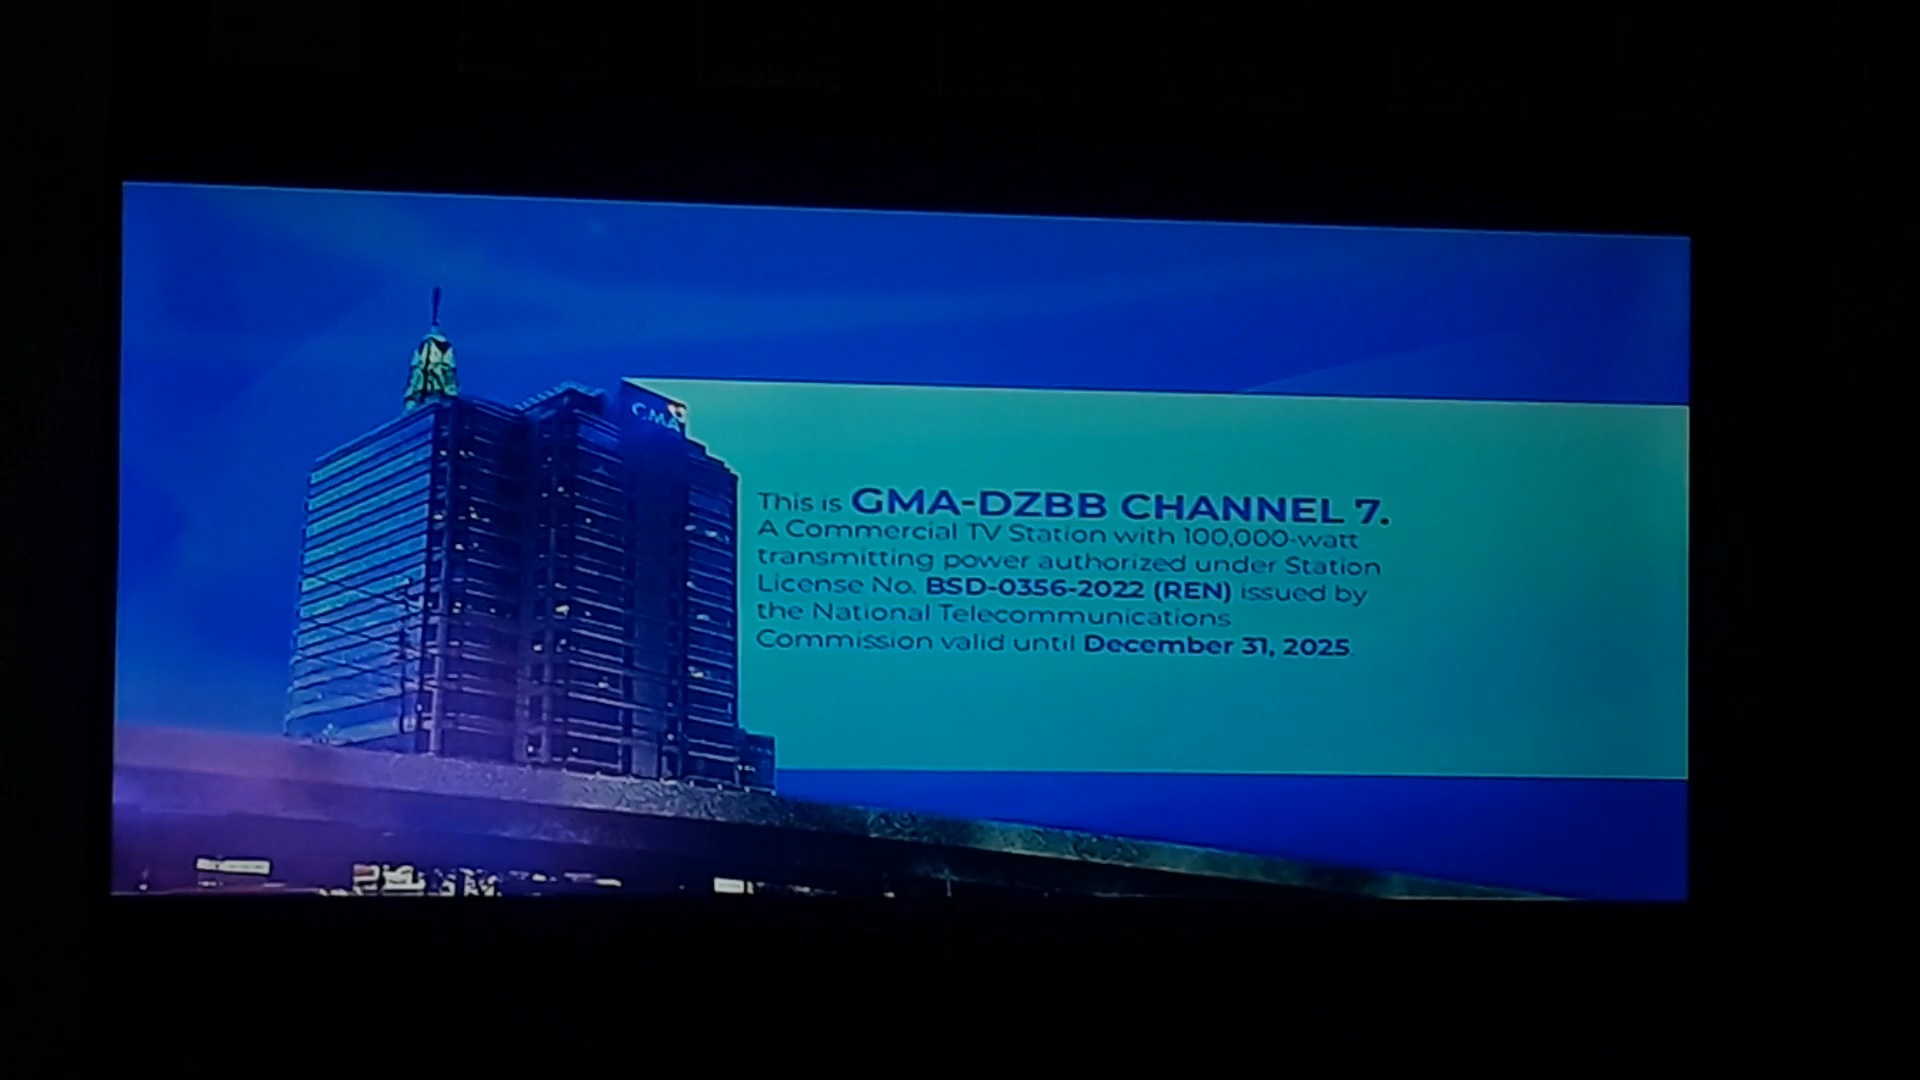 GMA
This is GMA-DZBB CHANNEL 7.
A Commercial TV Station with 100,000-watt
transmitting power authorized under Station
License No. BSD-0356-2022 (REN) issued by
the National Telecommunications
Commission valid until December 31, 2025.